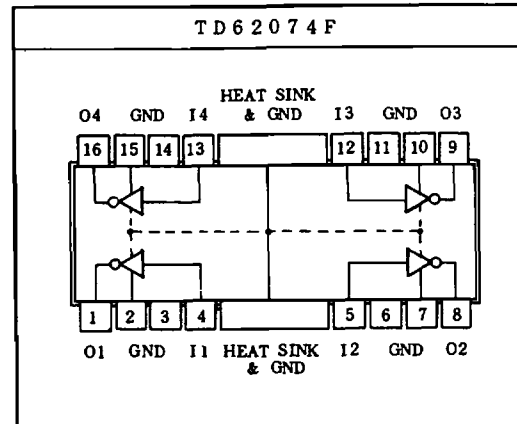 TD62074F
HEAT SINK
& GND
O4 GND I4 I3 GND O3
16 15 14 13 12 11 10 9
1 2 3 4 5 6 7 8
O1 GND I1 HEAT SINK I2 GND O2
& GND